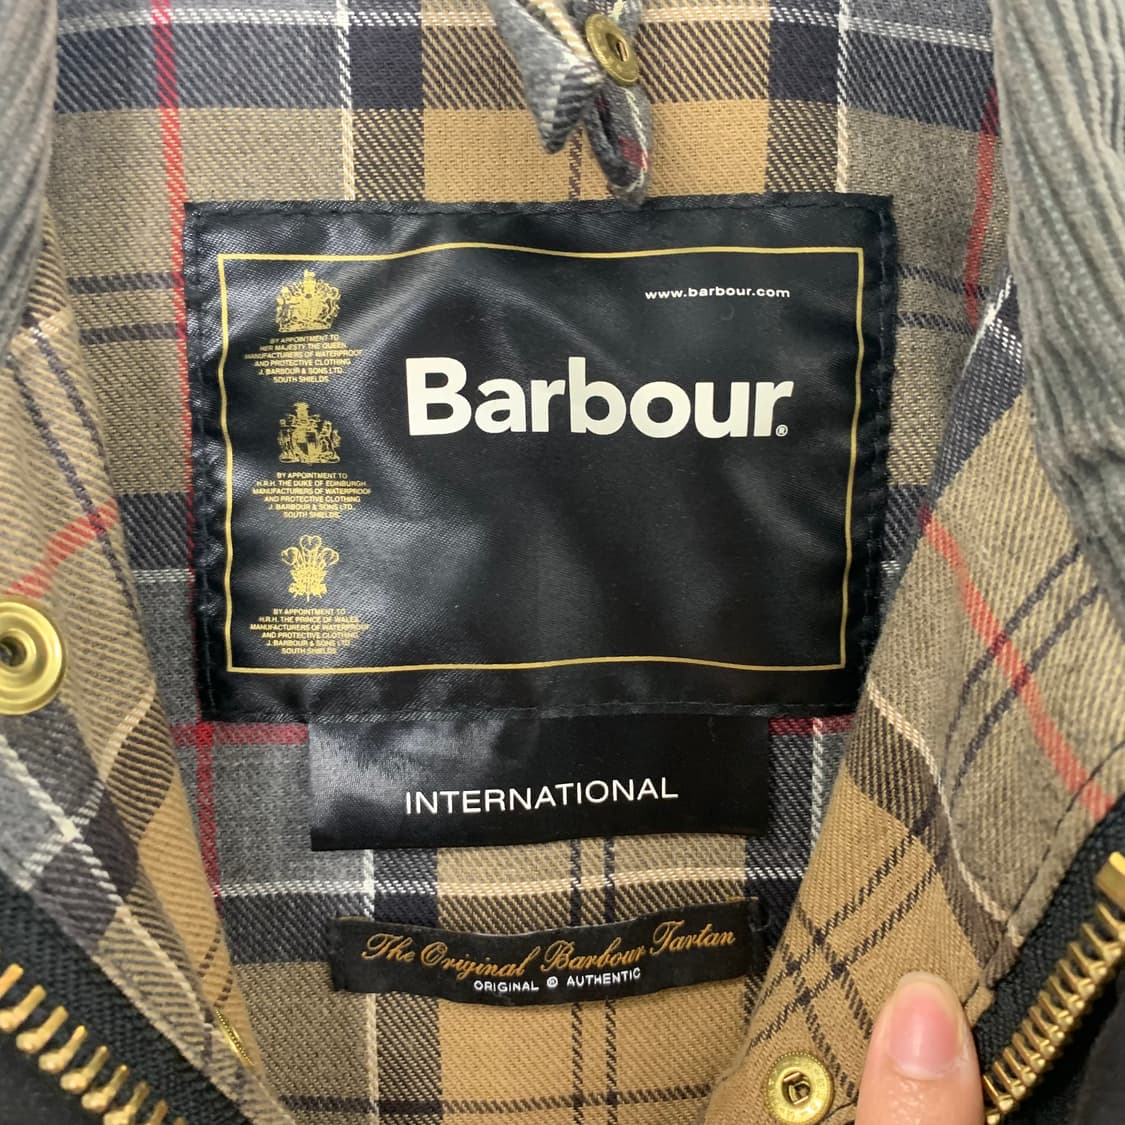 www.barbour.com
Barbour®
BY APPOINTMENT TO
HER MAJESTY THE QUEEN
MANUFACTURERS OF WATERPROOF
AND PROTECTIVE CLOTHING
J. BARBOUR & SONS LTD.
SOUTH SHIELDS.
BY APPOINTMENT TO
H.R.H. THE DUKE OF EDINBURGH
MANUFACTURERS OF WATERPROOF
AND PROTECTIVE CLOTHING
J. BARBOUR & SONS LTD.
SOUTH SHIELDS.
BY APPOINTMENT TO
H.R.H. THE PRINCE OF WALES
MANUFACTURERS OF WATERPROOF
AND PROTECTIVE CLOTHING
J. BARBOUR & SONS LTD.
SOUTH SHIELDS.
INTERNATIONAL
The Original Barbour Tartan
ORIGINAL ® AUTHENTIC